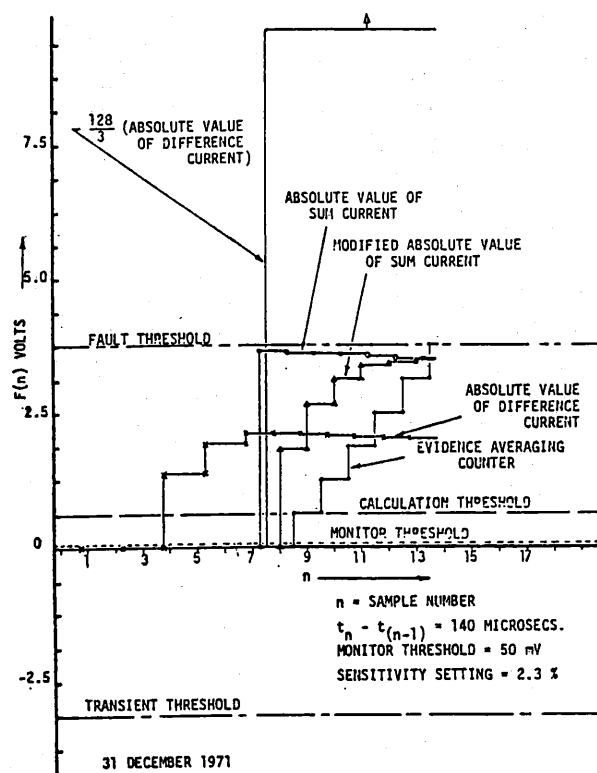 128
3
(ABSOLUTE VALUE
OF DIFFERENCE
CURRENT)
7.5
ABSOLUTE VALUE OF
SUM CURRENT
MODIFIED ABSOLUTE VALUE
OF SUM CURRENT
5.0
F(n) VOLTS
FAULT THRESHOLD
2.5
ABSOLUTE VALUE
OF DIFFERENCE
CURRENT
EVIDENCE AVERAGING
COUNTER
CALCULATION THRESHOLD
MONITOR THRESHOLD
0
1 3 5 7 9 11 13 15 17
n
n = SAMPLE NUMBER
tn - t(n-1) = 140 MICROSECS.
MONITOR THRESHOLD = 50 mV
SENSITIVITY SETTING = 2.3 %
-2.5
TRANSIENT THRESHOLD
31 DECEMBER 1971